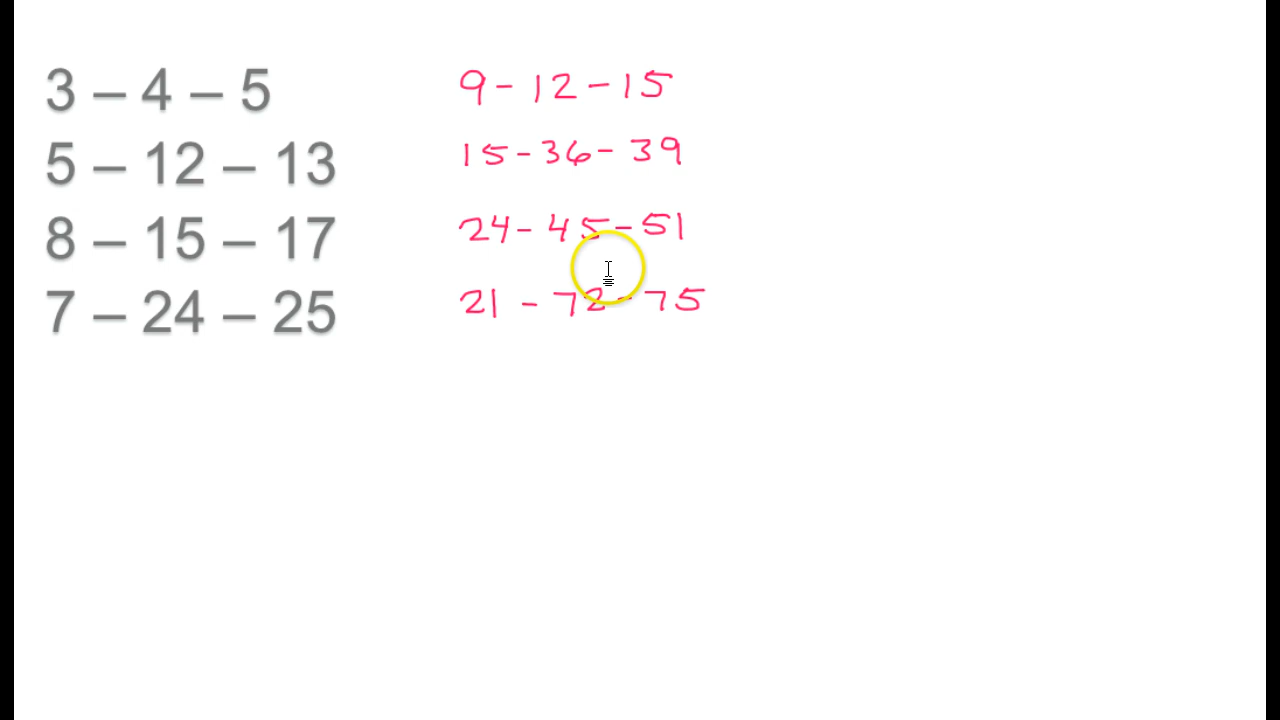 3 – 4 – 5
9 - 12 - 15
5 – 12 – 13
15 - 36 - 39
8 – 15 – 17
24 - 45 - 51
7 – 24 – 25
21 - 72 - 75